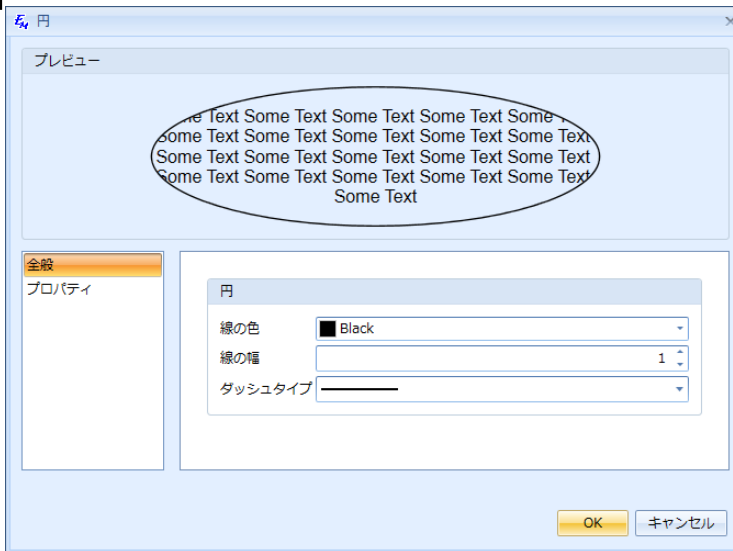 円
プレビュー
Text Some Text Some Text Some Text Some
Some Text Some Text Some Text Some Text Some Text
Some Text Some Text Some Text Some Text Some Text
Some Text Some Text Some Text Some Text Some Text
Some Text
全般
プロパティ
円
線の色 Black
線の幅 1
ダッシュタイプ
OK キャンセル